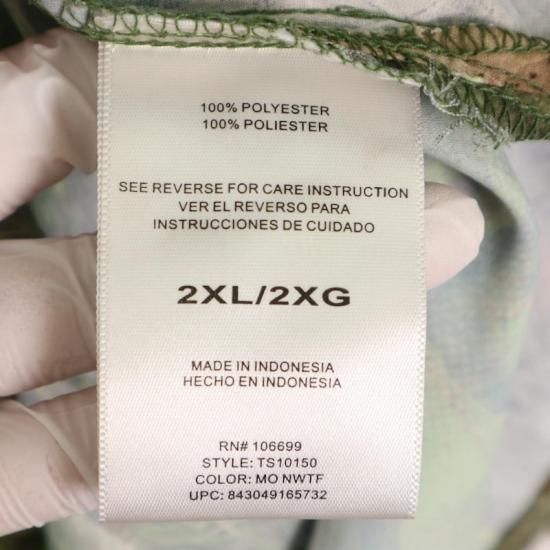 100% POLYESTER
100% POLIESTER
SEE REVERSE FOR CARE INSTRUCTION
VER EL REVERSO PARA
INSTRUCCIONES DE CUIDADO
2XL/2XG
MADE IN INDONESIA
HECHO EN INDONESIA
RN# 106699
STYLE: TS10150
COLOR: MO NWTF
UPC: 843049165732